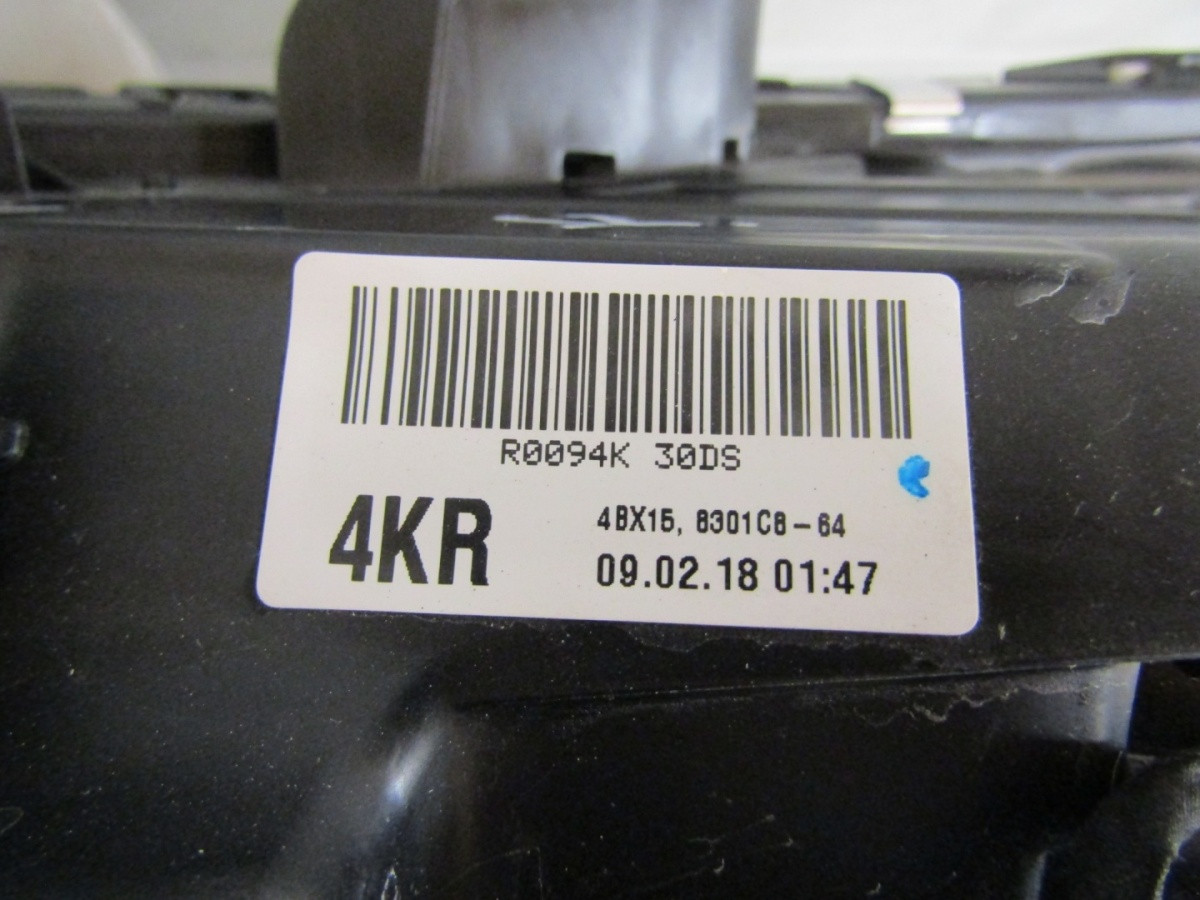 R0094K 30DS
4KR
4BX15, 8301C8-64
09.02.18 01:47